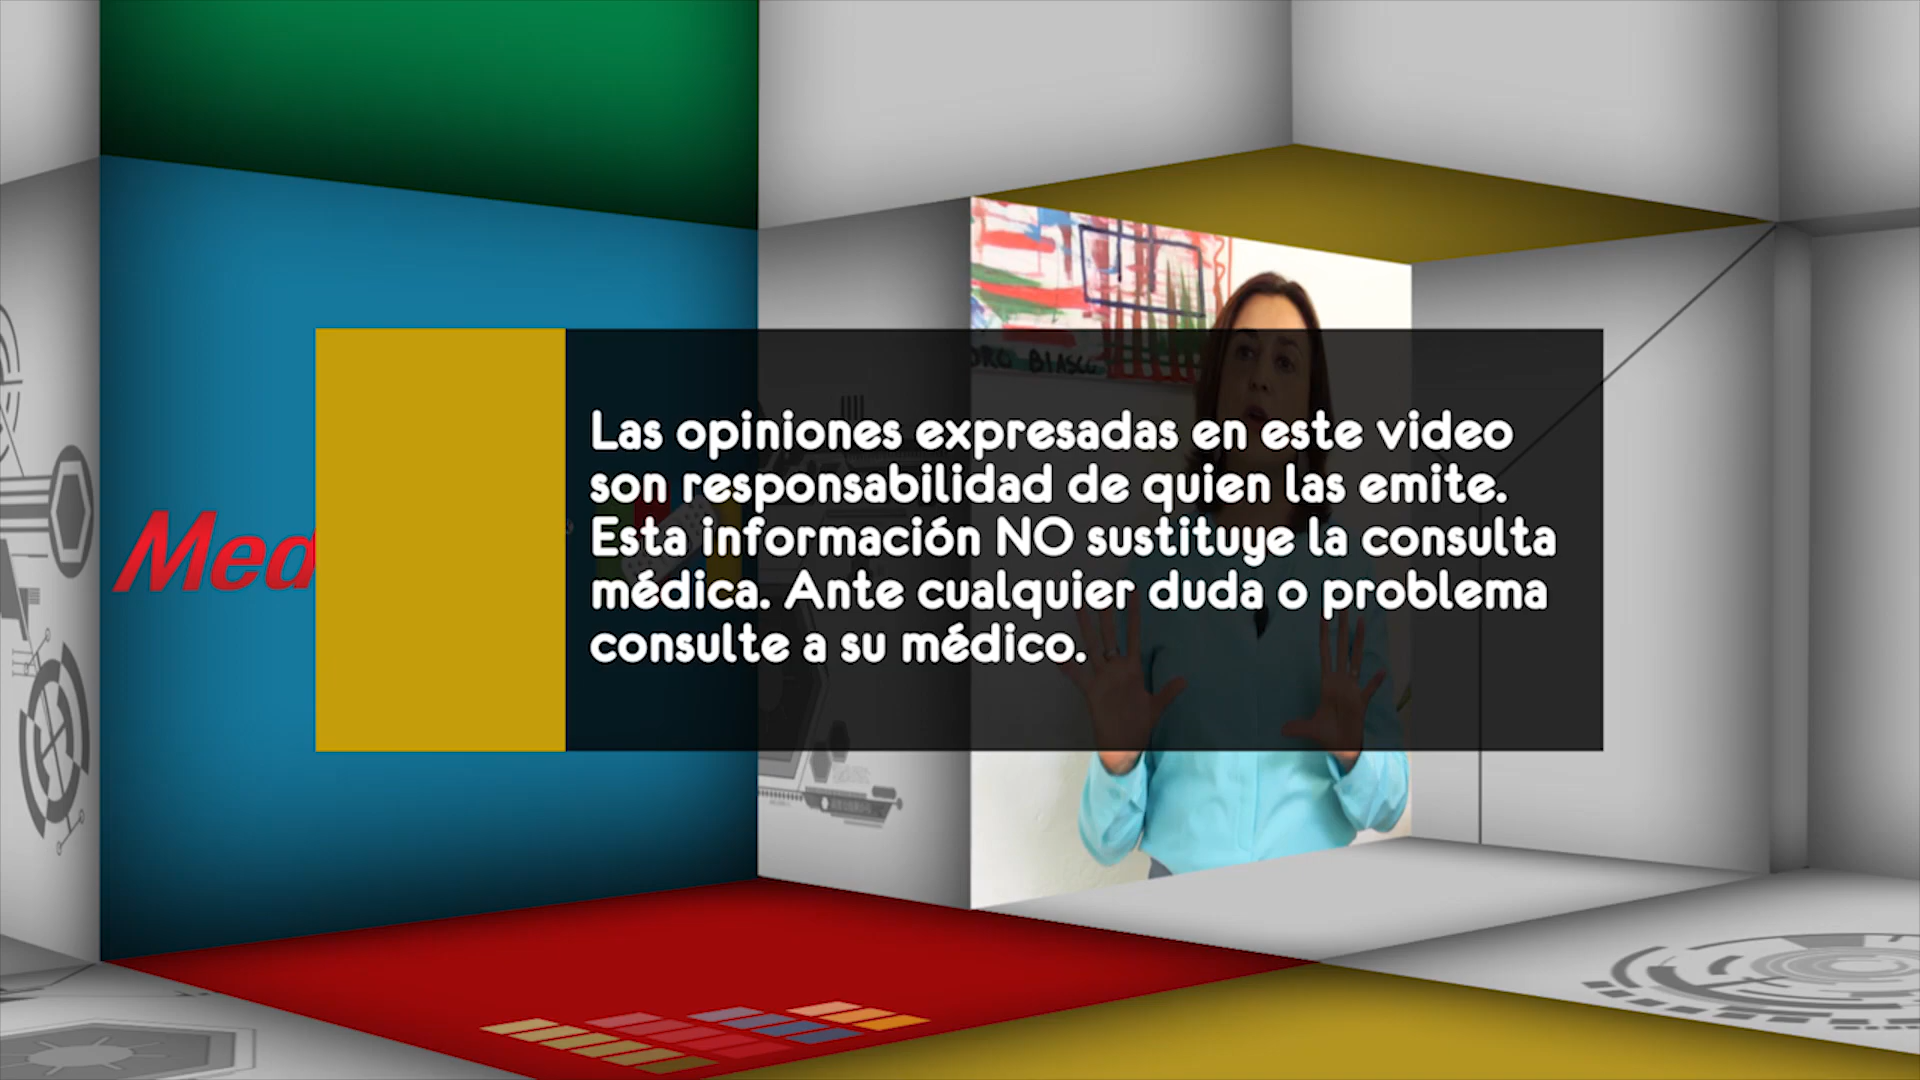 Las opiniones expresadas en este video
son responsabilidad de quien las emite.
Esta información NO sustituye la consulta
médica. Ante cualquier duda o problema
consulte a su médico.
Med